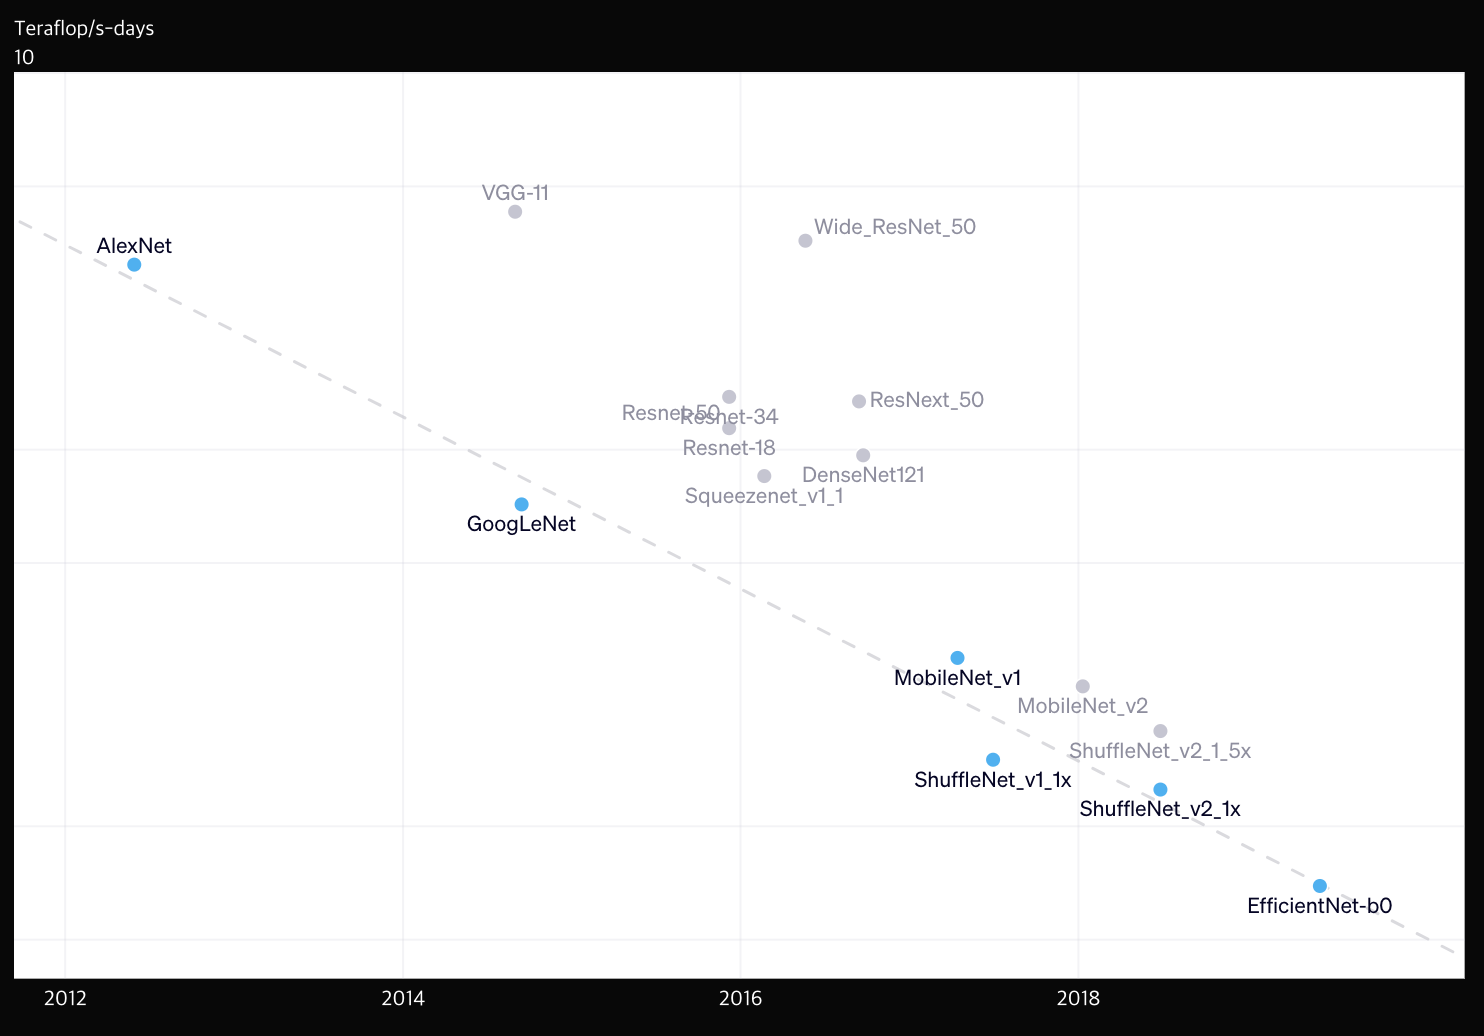 Teraflop/s-days
10
VGG-11
Wide_ResNet_50
AlexNet
ResNext_50
Resnet-50
Resnet-34
Resnet-18
DenseNet121
Squeezenet_v1_1
GoogLeNet
MobileNet_v1
MobileNet_v2
ShuffleNet_v2_1_5x
ShuffleNet_v1_1x
ShuffleNet_v2_1x
EfficientNet-b0
2012 2014 2016 2018